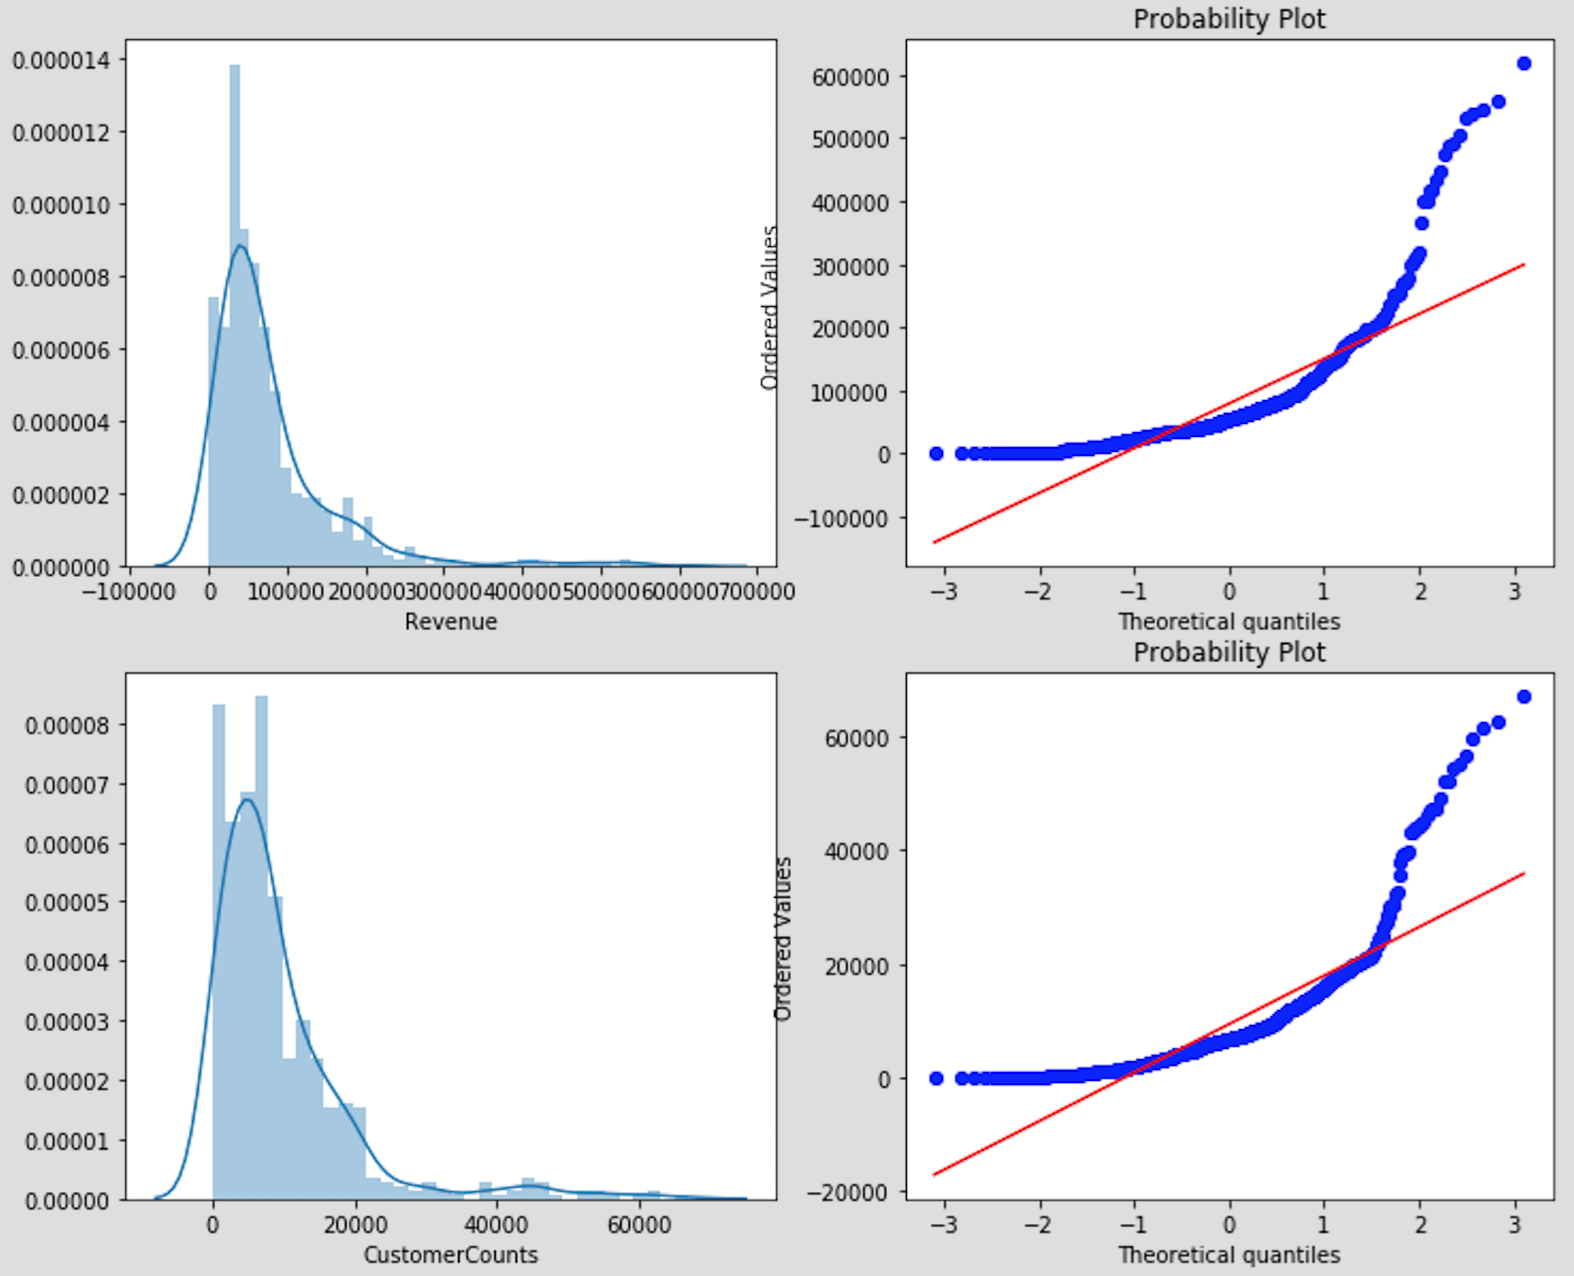 Probability Plot
0.000014
0.000012
0.000010
0.000008
0.000006
0.000004
0.000002
0.000000
−100000 0 100000 200000 300000 400000 500000 600000 700000
Revenue
Ordered Values
600000
500000
400000
300000
200000
100000
0
−100000
−3 −2 −1 0 1 2 3
Theoretical quantiles
Probability Plot
0.00008
0.00007
0.00006
0.00005
0.00004
0.00003
0.00002
0.00001
0.00000
0 20000 40000 60000
CustomerCounts
Ordered Values
60000
40000
20000
0
−20000
−3 −2 −1 0 1 2 3
Theoretical quantiles